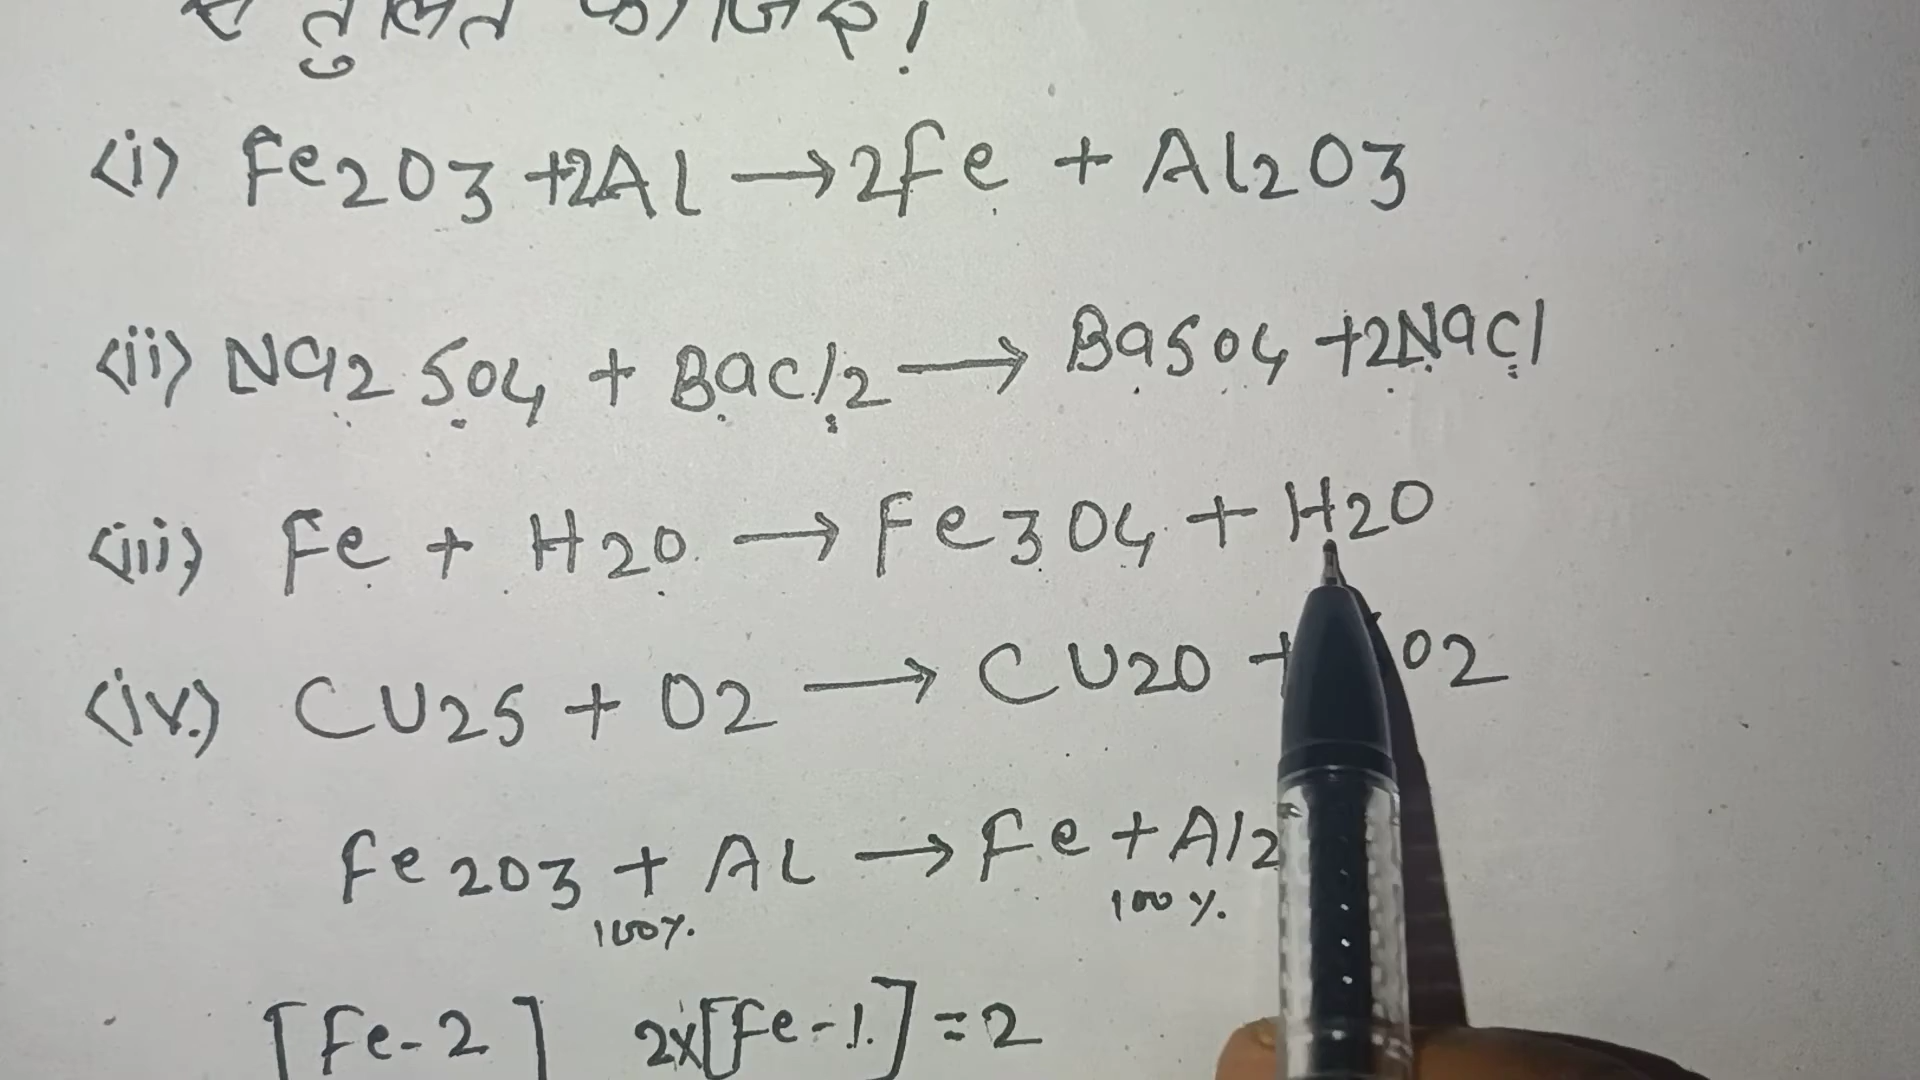 संतुलित कीजिए!
(i) Fe2O3 +2Al → 2Fe + Al2O3
(ii) Na2SO4 + BaCl2 → BaSO4 +2NaCl
(iii) Fe + H2O → Fe3O4 + H2O
(iv.) CU2S + O2 → CU2O + O2
Fe2O3 + AL → Fe + Al2
100% 100%
[Fe-2] 2x[Fe-1.] = 2